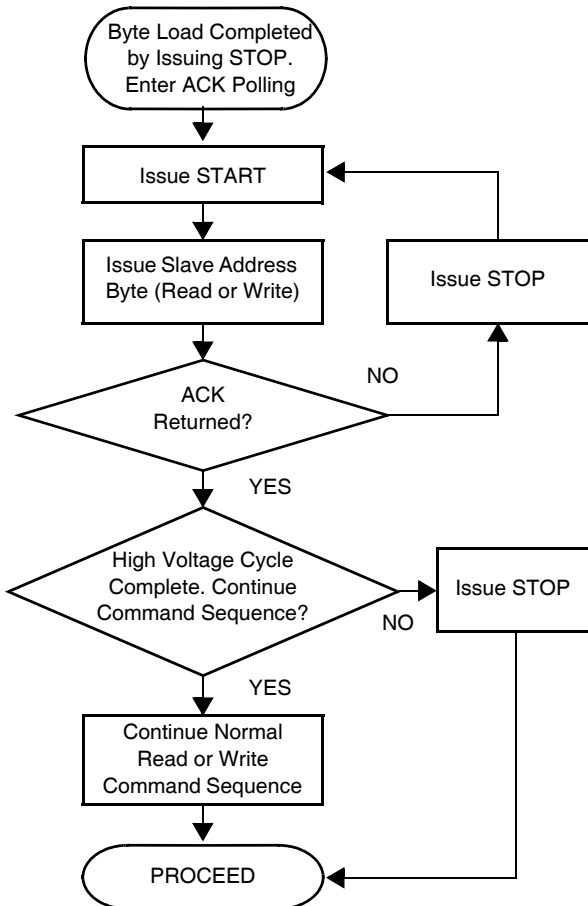 Byte Load Completed
by Issuing STOP.
Enter ACK Polling
Issue START
Issue Slave Address
Byte (Read or Write)
Issue STOP
ACK
Returned?
NO
YES
High Voltage Cycle
Complete. Continue
Command Sequence?
Issue STOP
NO
YES
Continue Normal
Read or Write
Command Sequence
PROCEED